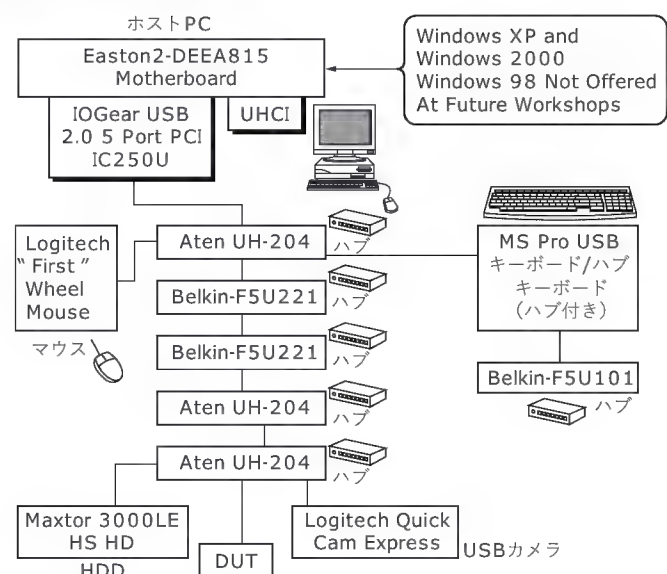 ホストPC
Easton2-DEEA815
Motherboard
Windows XP and
Windows 2000
Windows 98 Not Offered
At Future Workshops
IOGear USB
2.0 5 Port PCI
IC250U
UHCI
Logitech
"First"
Wheel
Mouse
マウス
Aten UH-204
ハブ
MS Pro USB
キーボード/ハブ
キーボード
(ハブ付き)
Belkin-F5U221
ハブ
Belkin-F5U221
ハブ
Belkin-F5U101
ハブ
Aten UH-204
ハブ
Aten UH-204
ハブ
Maxtor 3000LE
HS HD
HDD
DUT
Logitech Quick
Cam Express
USBカメラ